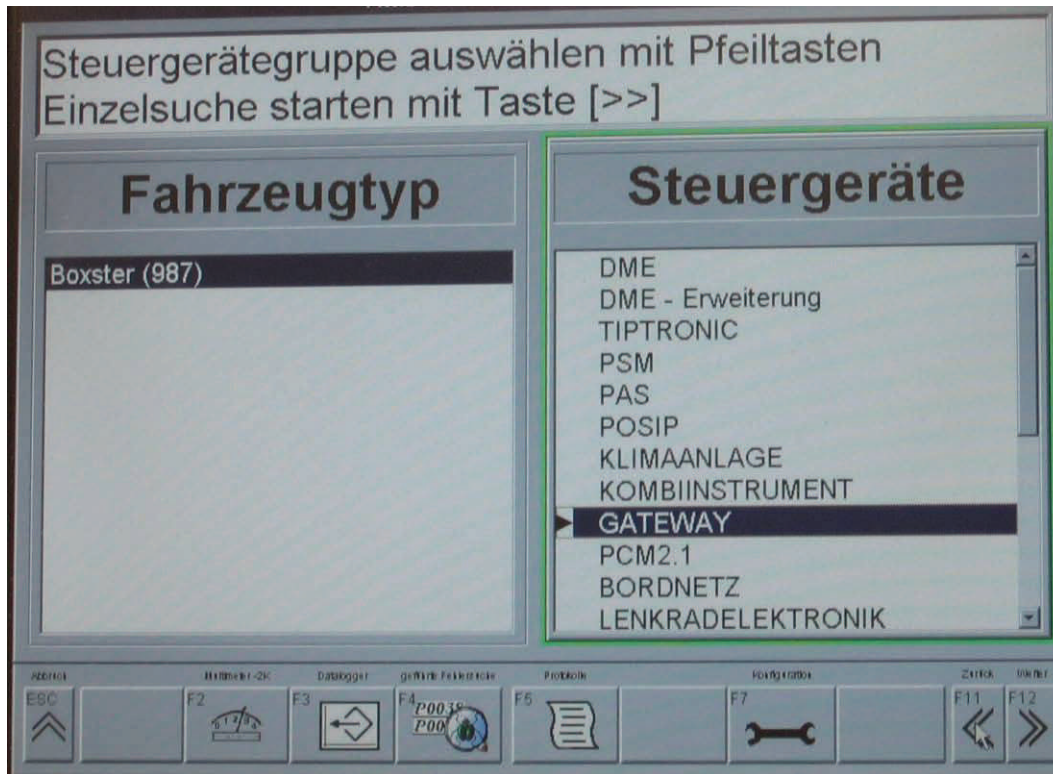 Steuergerätegruppe auswählen mit Pfeiltasten
Einzelsuche starten mit Taste [>>]
Fahrzeugtyp
Steuergeräte
Boxster (987)
DME
DME - Erweiterung
TIPTRONIC
PSM
PAS
POSIP
KLIMAANLAGE
KOMBIINSTRUMENT
GATEWAY
PCM2.1
BORDNETZ
LENKRADELEKTRONIK
Datalogger
Protokolle
Konfiguration
Zurück
Weiter
ESC
F2
F3
F4
F5
F7
F11
F12
P0038
P00